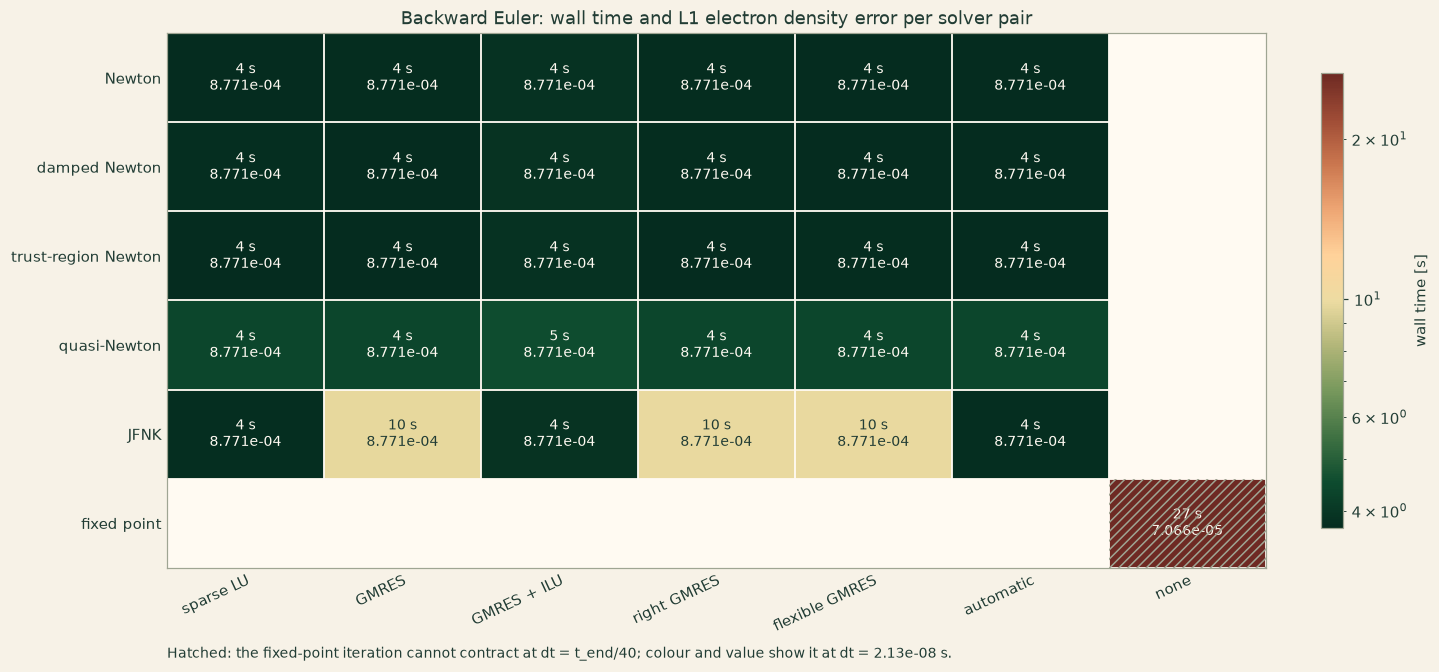 Backward Euler: wall time and L1 electron density error per solver pair
Newton
4 s
8.771e-04
4 s
8.771e-04
4 s
8.771e-04
4 s
8.771e-04
4 s
8.771e-04
4 s
8.771e-04
damped Newton
4 s
8.771e-04
4 s
8.771e-04
4 s
8.771e-04
4 s
8.771e-04
4 s
8.771e-04
4 s
8.771e-04
trust-region Newton
4 s
8.771e-04
4 s
8.771e-04
4 s
8.771e-04
4 s
8.771e-04
4 s
8.771e-04
4 s
8.771e-04
quasi-Newton
4 s
8.771e-04
4 s
8.771e-04
5 s
8.771e-04
4 s
8.771e-04
4 s
8.771e-04
4 s
8.771e-04
JFNK
4 s
8.771e-04
10 s
8.771e-04
4 s
8.771e-04
10 s
8.771e-04
10 s
8.771e-04
4 s
8.771e-04
fixed point
27 s
7.066e-05
sparse LU
GMRES
GMRES + ILU
right GMRES
flexible GMRES
automatic
none
2 × 10¹
10¹
6 × 10⁰
4 × 10⁰
wall time [s]
Hatched: the fixed-point iteration cannot contract at dt = t_end/40; colour and value show it at dt = 2.13e-08 s.